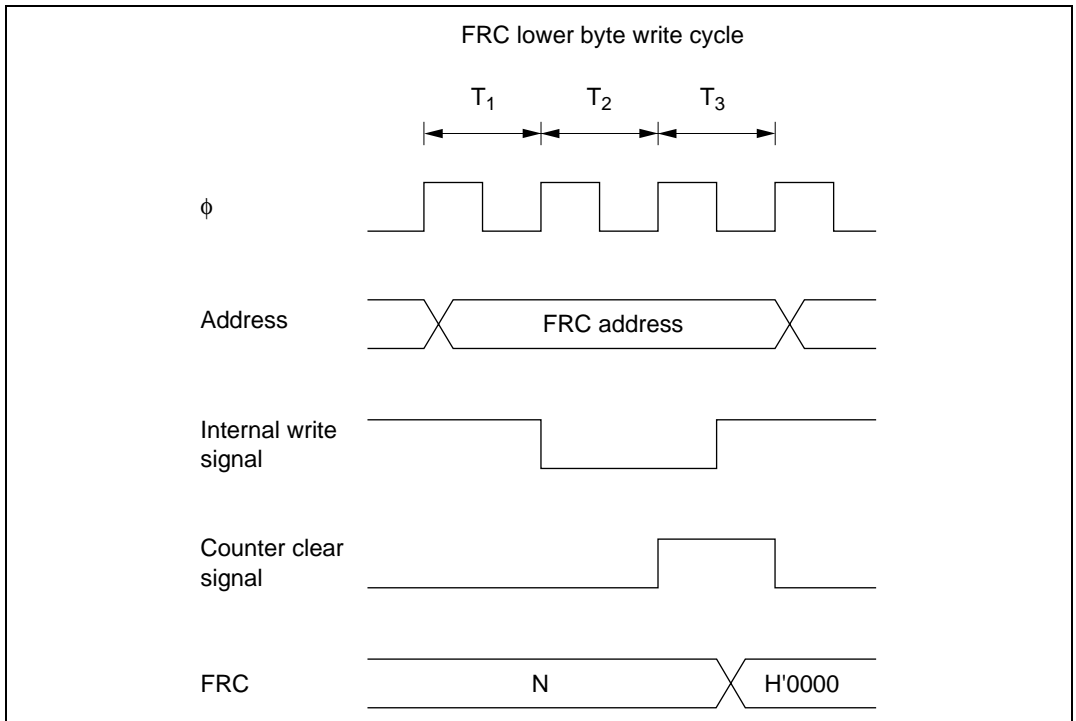 FRC lower byte write cycle
T1 T2 T3
ϕ
Address
FRC address
Internal write
signal
Counter clear
signal
FRC
N
H'0000